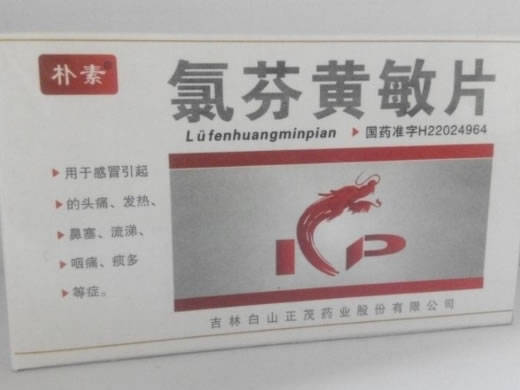 朴素®
氯芬黄敏片
Lǜfenhuangminpian
国药准字H22024964
用于感冒引起
的头痛、发热、
鼻塞、流涕、
咽痛、痰多
等症。
KP
吉林白山正茂药业股份有限公司